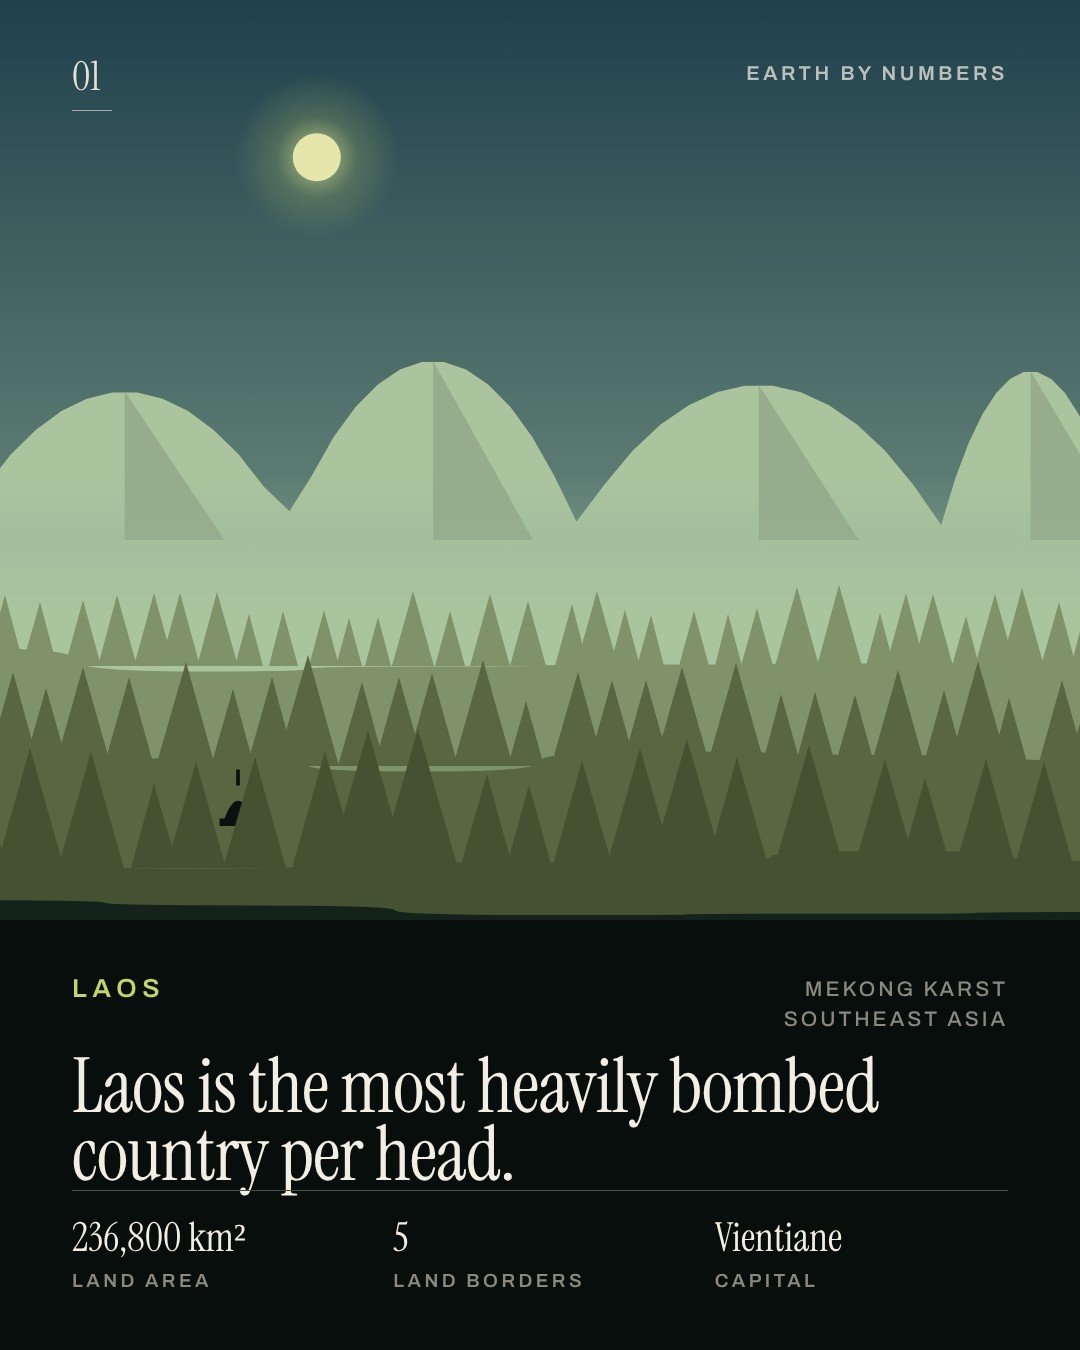 01
EARTH BY NUMBERS
LAOS
MEKONG KARST
SOUTHEAST ASIA
Laos is the most heavily bombed
country per head.
236,800 km²
LAND AREA
5
LAND BORDERS
Vientiane
CAPITAL